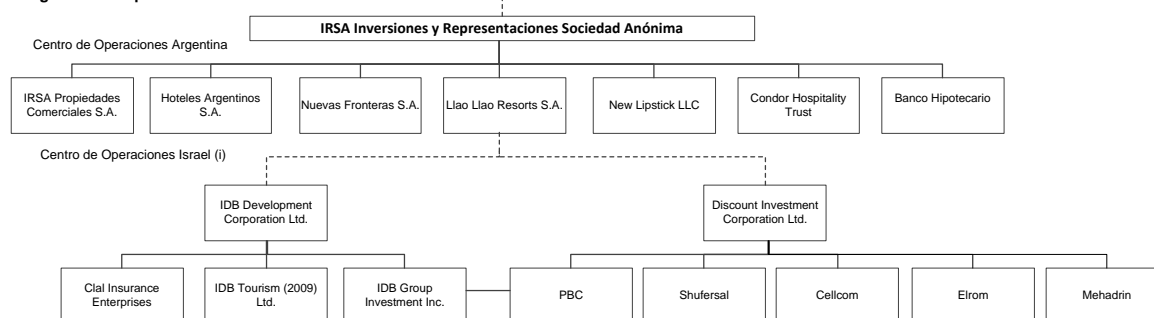 IRSA Inversiones y Representaciones Sociedad Anónima
Centro de Operaciones Argentina
IRSA Propiedades
Comerciales S.A.
Hoteles Argentinos
S.A.
Nuevas Fronteras S.A.
Llao Llao Resorts S.A.
New Lipstick LLC
Condor Hospitality
Trust
Banco Hipotecario
Centro de Operaciones Israel (i)
IDB Development
Corporation Ltd.
Discount Investment
Corporation Ltd.
Clal Insurance
Enterprises
IDB Tourism (2009)
Ltd.
IDB Group
Investment Inc.
PBC
Shufersal
Cellcom
Elrom
Mehadrin